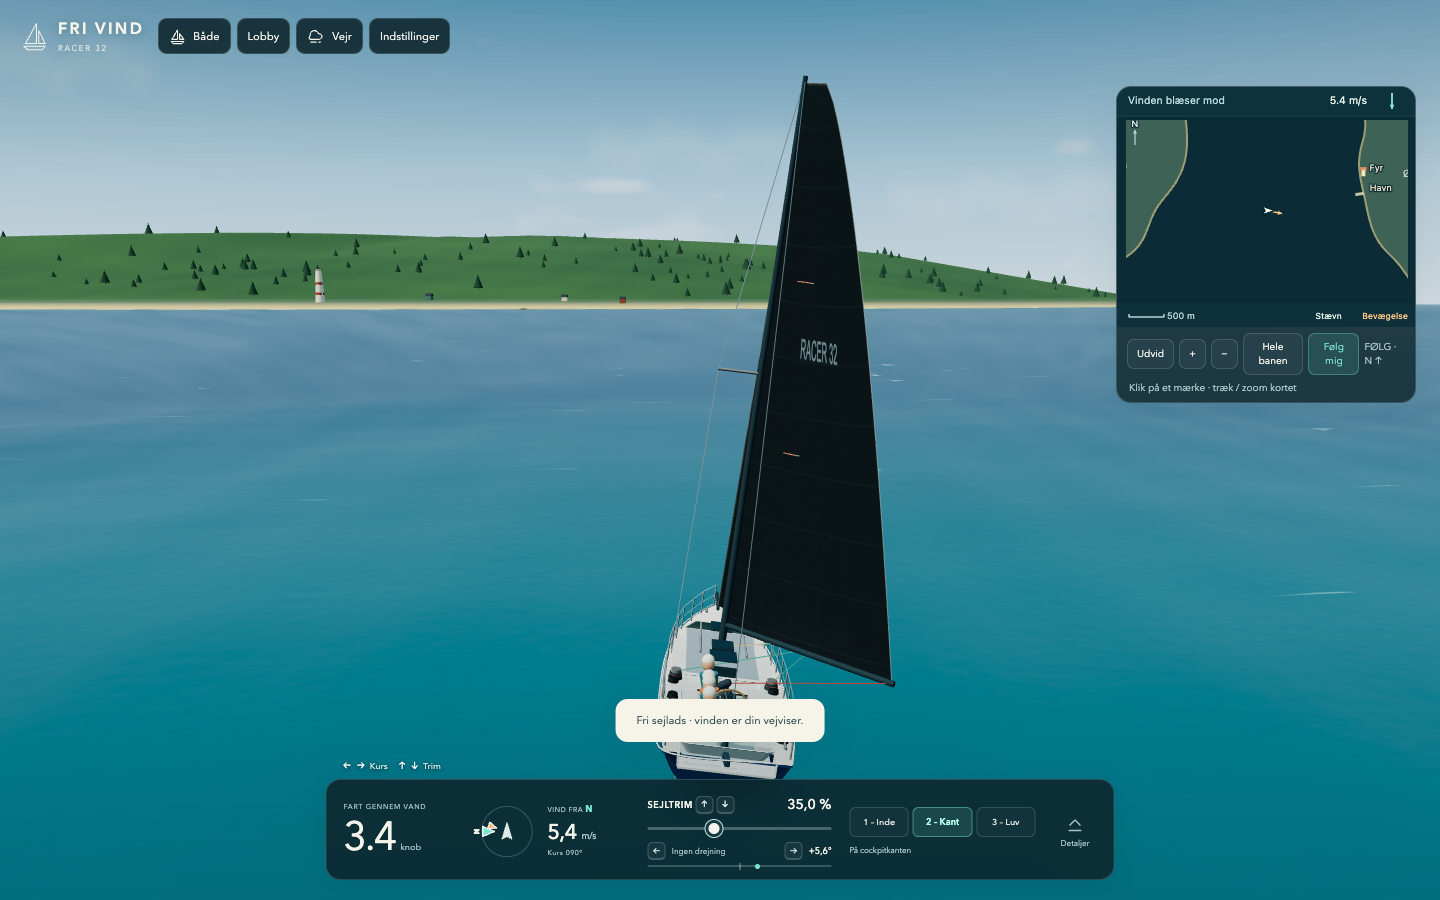 FRI VIND
RACER 32
Både
Lobby
Vejr
Indstillinger
Vinden blæser mod
5.4 m/s
N
Fyr
Havn
500 m
Stævn
Bevægelse
Udvid
+
−
Hele
banen
Følg
mig
FØLG ·
N ↑
Klik på et mærke · træk / zoom kortet
RACER 32
Fri sejlads · vinden er din vejviser.
← → Kurs ↑ ↓ Trim
FART GENNEM VAND
3.4 knob
N
VIND FRA N
5,4 m/s
Kurs 090°
SEJLTRIM ↑ ↓ 35,0 %
← Ingen drejning → +5,6°
1 – Inde
2 – Kant
3 – Luv
På cockpitkanten
Detaljer